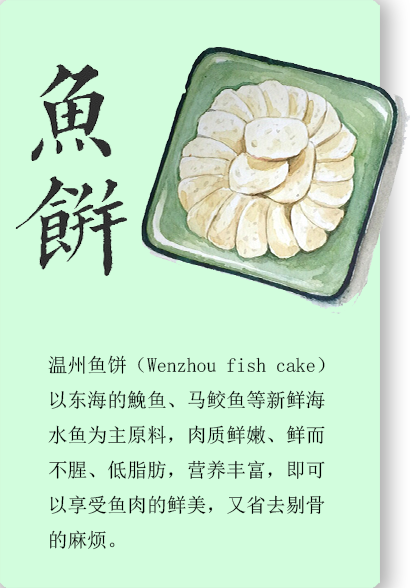 魚
餅
温州鱼饼（Wenzhou fish cake）
以东海的鮸鱼、马鲛鱼等新鲜海
水鱼为主原料，肉质鲜嫩、鲜而
不腥、低脂肪，营养丰富，即可
以享受鱼肉的鲜美，又省去剔骨
的麻烦。